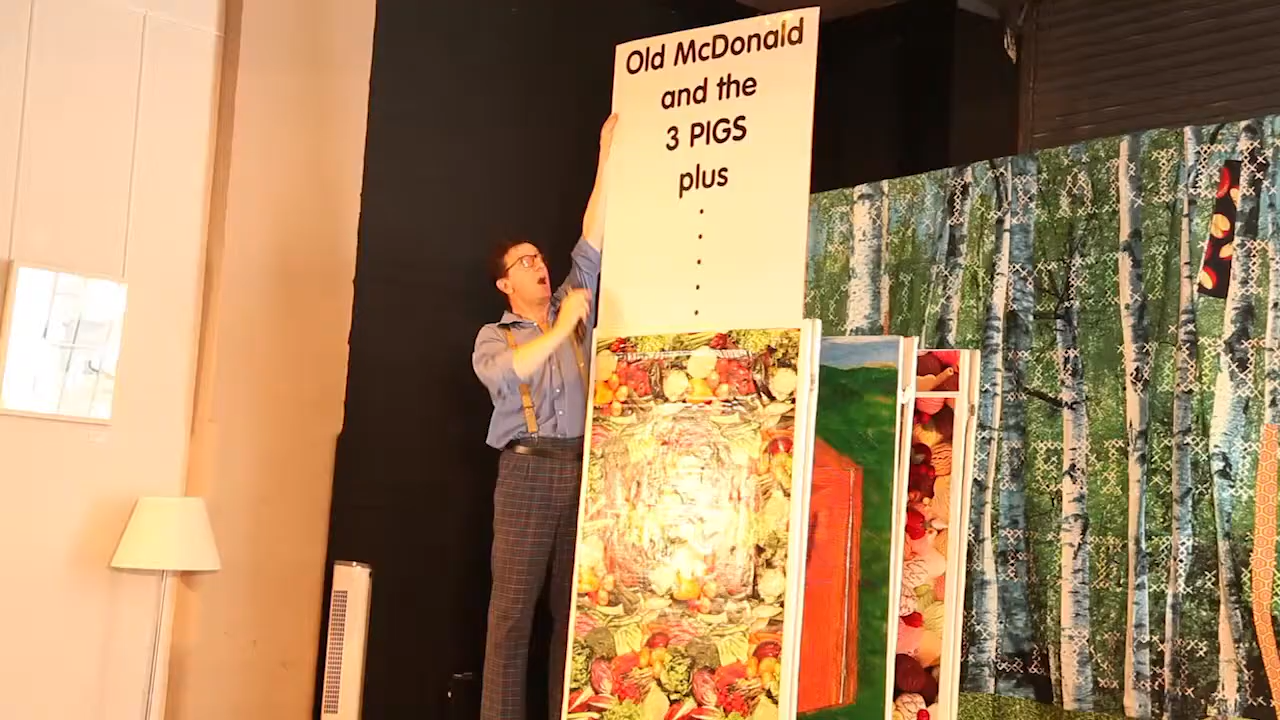 Old McDonald
and the
3 PIGS
plus
.
.
.
.
.